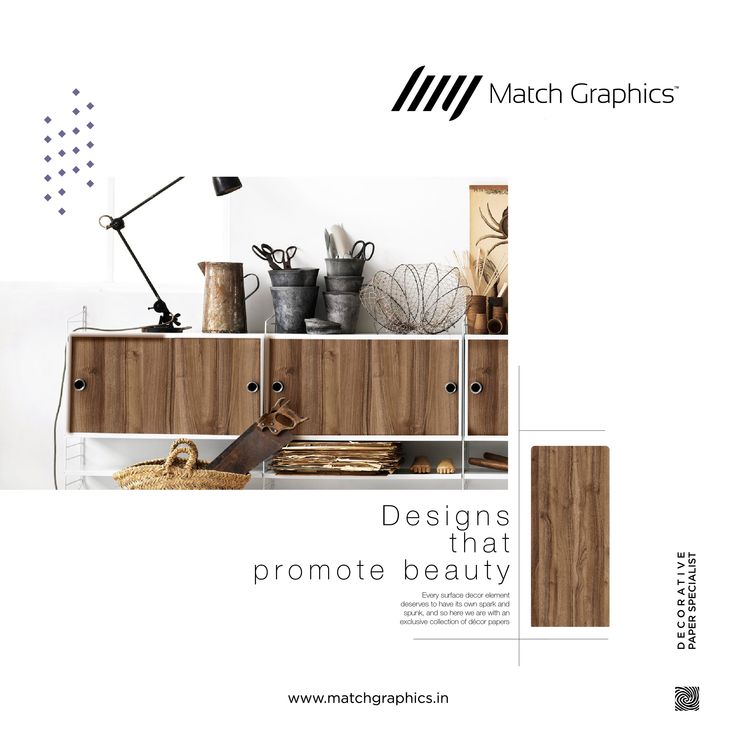 Match Graphics™
Designs
that
promote beauty
Every surface decor element
deserves to have its own spark and
spunk, and so here we are with an
exclusive collection of décor papers
DECORATIVE
PAPER SPECIALIST
www.matchgraphics.in